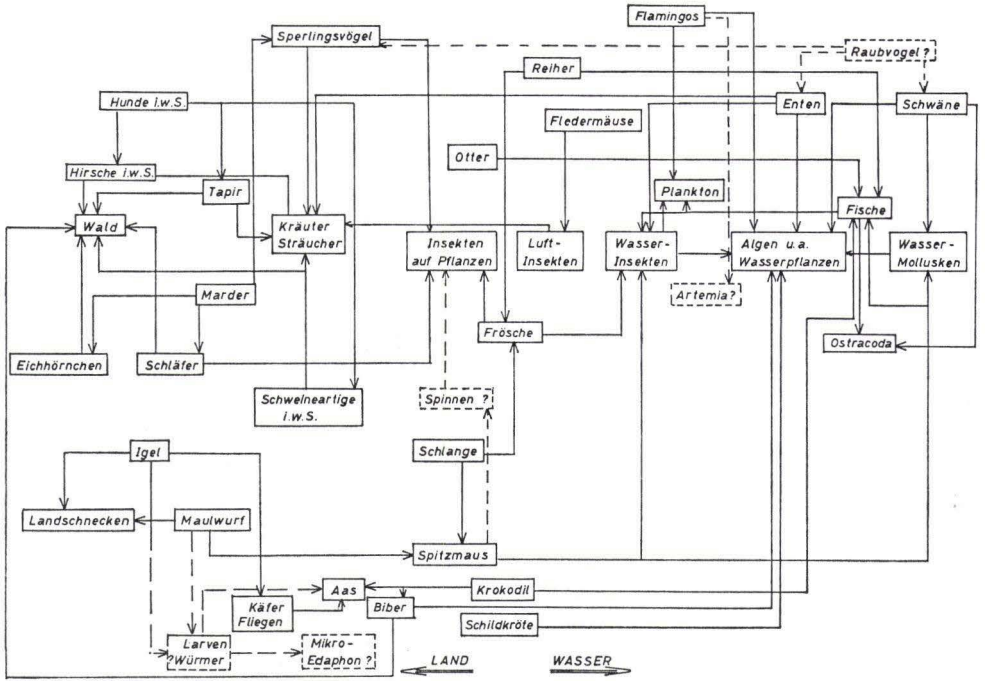 Flamingos
Sperlingsvögel
Raubvogel?
Reiher
Hunde i.w.S.
Enten
Schwäne
Fledermäuse
Otter
Hirsche i.w.S.
Tapir
Plankton
Fische
Wald
Kräuter
Sträucher
Insekten
auf Pflanzen
Luft-
Insekten
Wasser-
Insekten
Algen u.a.
Wasserpflanzen
Wasser-
Mollusken
Marder
Artemia?
Frösche
Ostracoda
Eichhörnchen
Schläfer
Schweineartige
i.w.S.
Spinnen ?
Igel
Schlange
Landschnecken
Maulwurf
Spitzmaus
Aas
Krokodil
Käfer
Fliegen
Biber
Schildkröte
Larven
?Würmer
Mikro-
Edaphon ?
LAND
WASSER